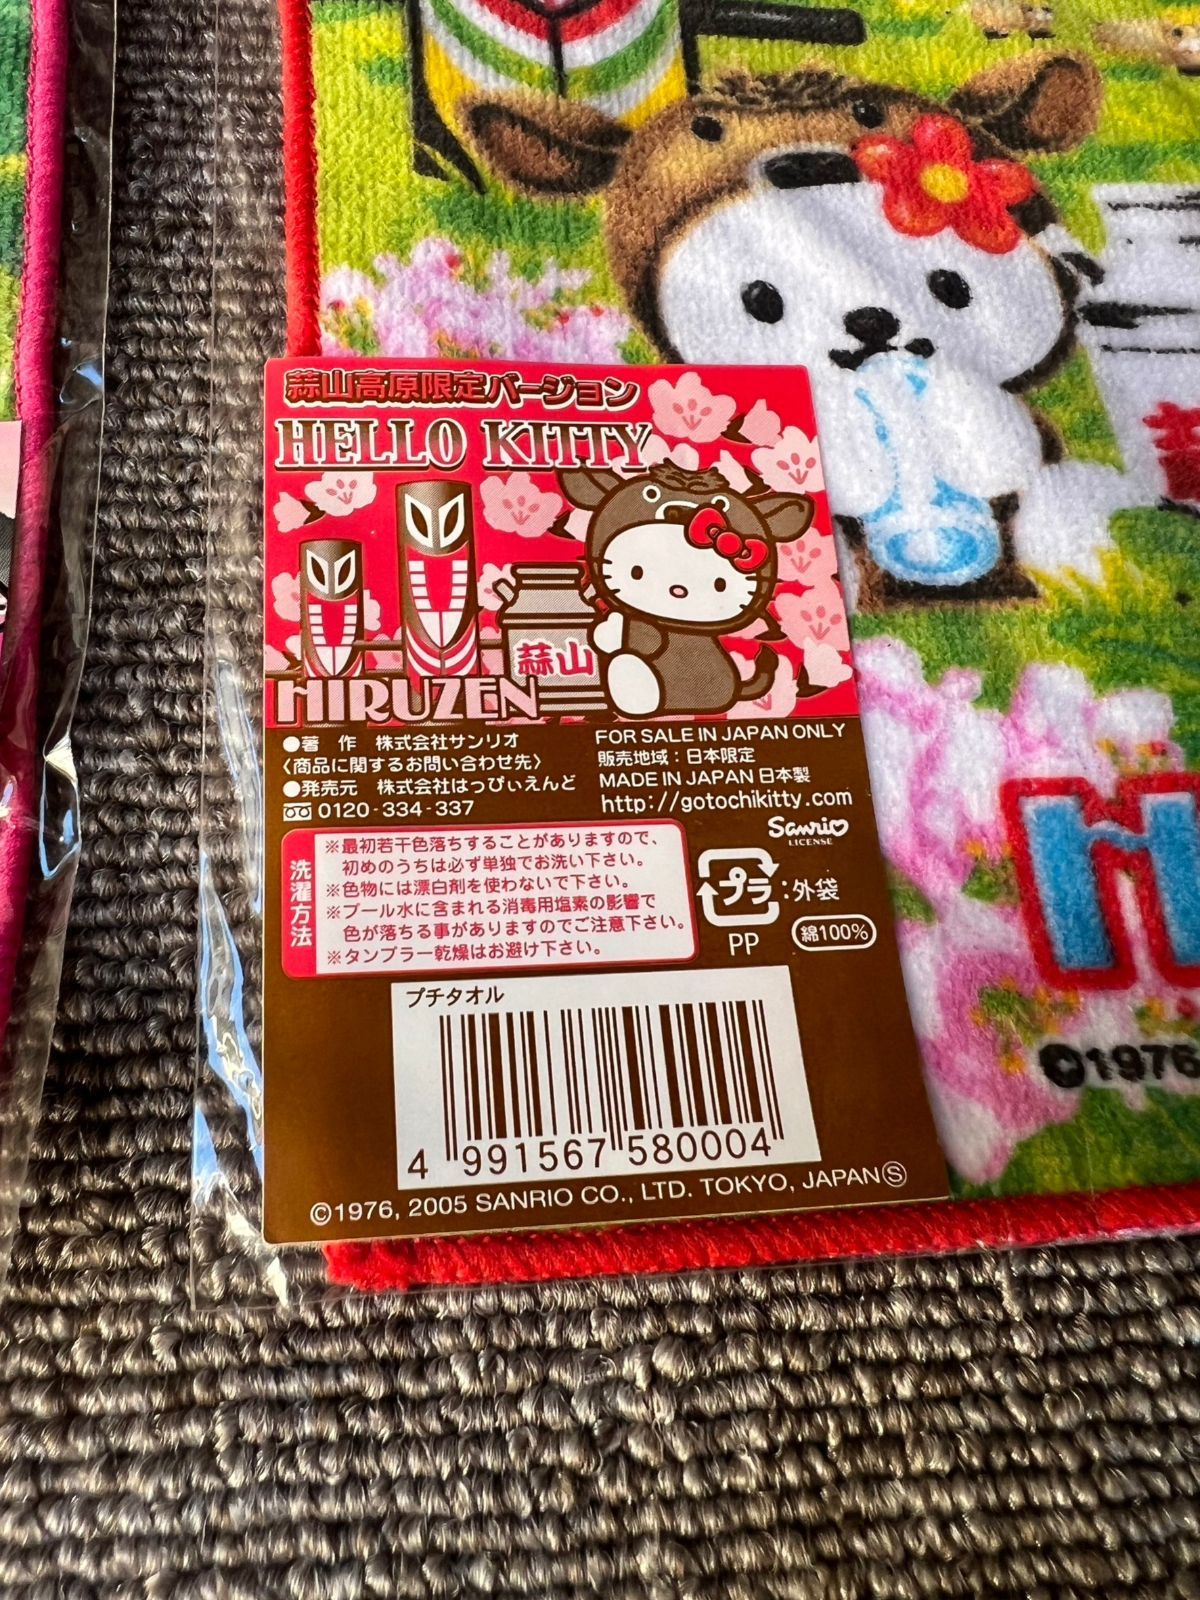 蒜山高原限定バージョン
HELLO KITTY
蒜山
HIRUZEN
●著　作　株式会社サンリオ
〈商品に関するお問い合わせ先〉
●発売元　株式会社はっぴぃえんど
0120-334-337
FOR SALE IN JAPAN ONLY
販売地域：日本限定
MADE IN JAPAN 日本製
http://gotochikitty.com
Sanrio
LICENSE
洗濯方法
※最初若干色落ちすることがありますので、
初めのうちは必ず単独でお洗い下さい。
※色物には漂白剤を使わないで下さい。
※プール水に含まれる消毒用塩素の影響で
色が落ちる事がありますのでご注意下さい。
※タンブラー乾燥はお避け下さい。
プラ：外袋
PP
綿100%
プチタオル
4 991567 580004
©1976, 2005 SANRIO CO., LTD. TOKYO, JAPAN Ⓢ
H
©1976